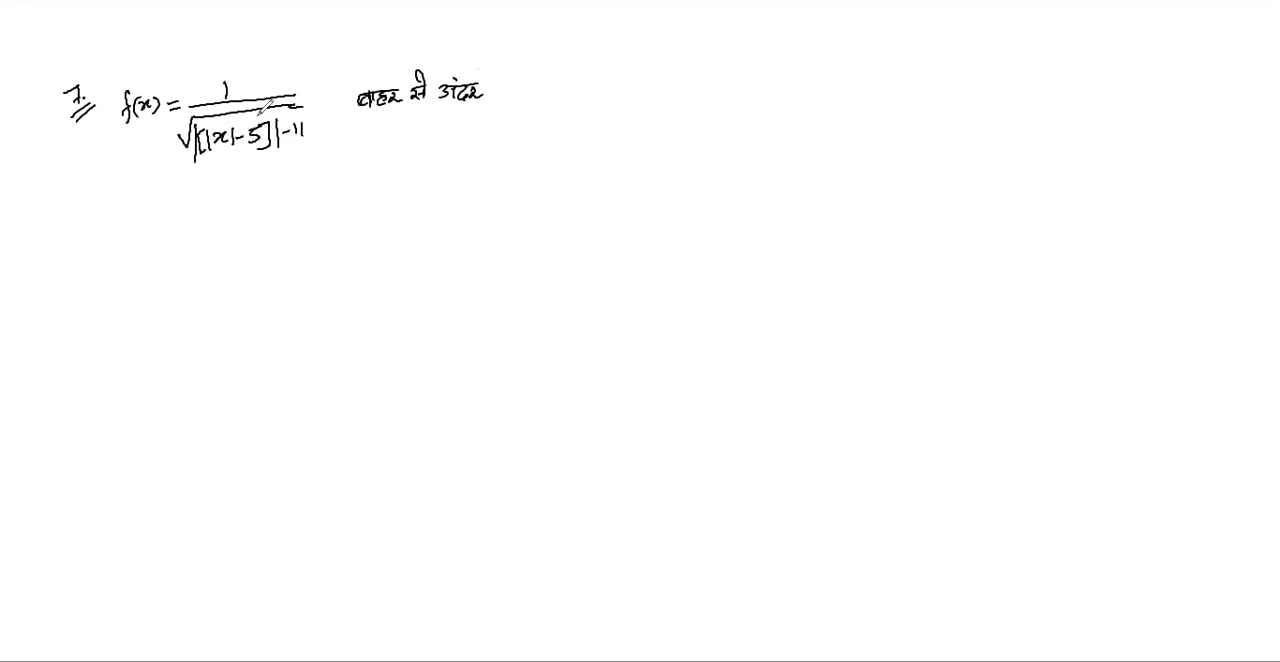 7. f(x) = 1/√(|[|x|-5]|-11) बाहर से अंदर